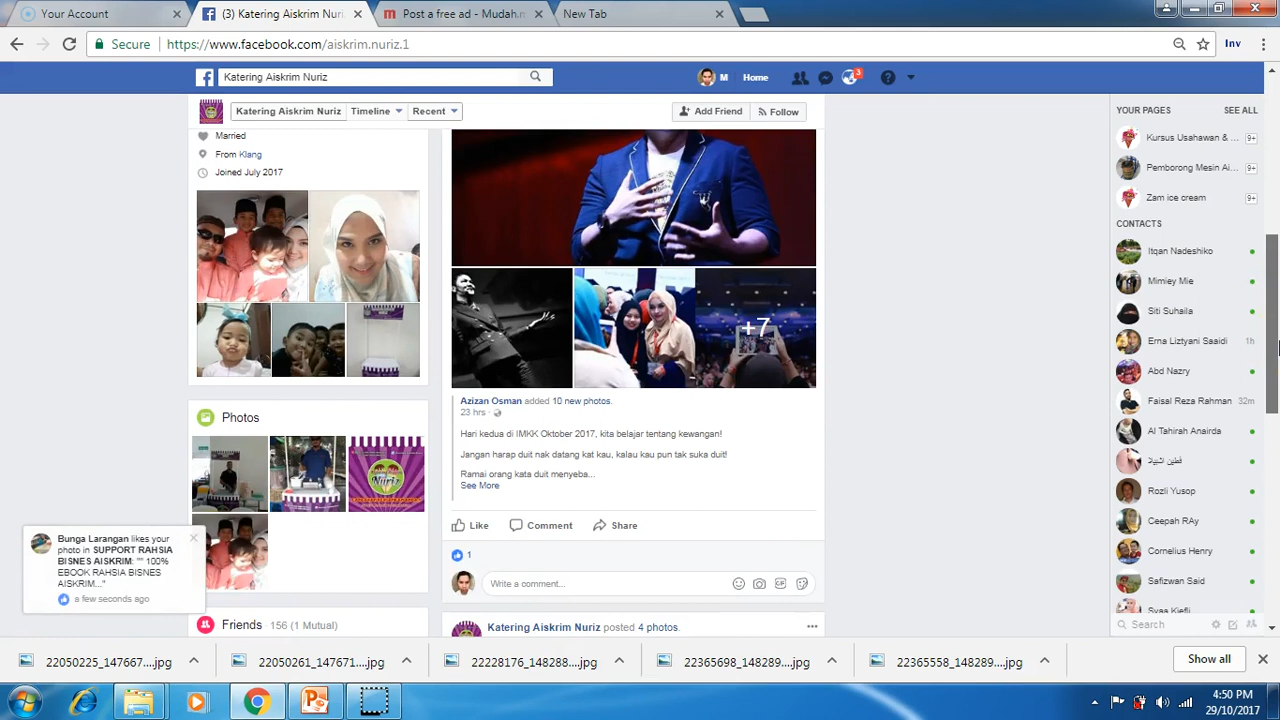 Your Account
(3) Katering Aiskrim Nuri
Post a free ad - Mudah.m
New Tab
Secure
https://www.facebook.com/aiskrim.nuriz.1
Inv
Katering Aiskrim Nuriz
M
Home
3
Katering Aiskrim Nuriz
Timeline
Recent
Add Friend
Follow
Married
From Klang
Joined July 2017
+7
Azizan Osman added 10 new photos.
23 hrs ·
Hari kedua di IMKK Oktober 2017, kita belajar tentang kewangan!
Jangan harap duit nak datang kat kau, kalau kau pun tak suka duit!
Ramai orang kata duit menyeba...
See More
Like
Comment
Share
1
Write a comment...
Katering Aiskrim Nuriz posted 4 photos.
Photos
Nuriz
Friends 156 (1 Mutual)
Bunga Larangan likes your
photo in SUPPORT RAHSIA
BISNES AISKRIM: "" 100%
EBOOK RAHSIA BISNES
AISKRIM..."
a few seconds ago
YOUR PAGES
SEE ALL
Kursus Usahawan & ...
9+
Pemborong Mesin Ai...
9+
Zam ice cream
9+
CONTACTS
Itqan Nadeshiko
Mimiey Mie
Siti Suhaila
Erna Liztyani Saaidi
1h
Abd Nazry
Faisal Reza Rahman
32m
Al Tahirah Anairda
Rozli Yusop
Ceepah RAy
Cornelius Henry
Safizwan Said
Syaa Kiefli
Search
22050225_147667....jpg
22050261_147671....jpg
22228176_148288....jpg
22365698_148289....jpg
22365558_148289....jpg
Show all
4:50 PM
29/10/2017